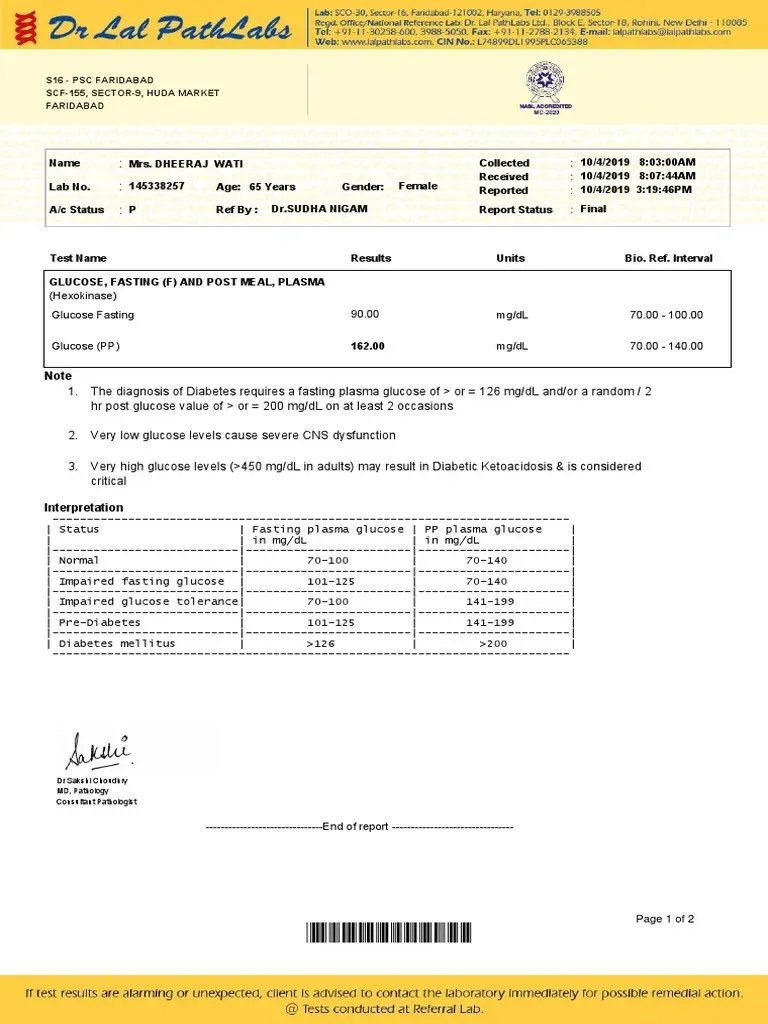 Dr Lal PathLabs
Lab: SCO-30, Sector-16, Faridabad-121002, Haryana, Tel: 0129-3988505
Regd. Office/National Reference Lab: Dr. Lal PathLabs Ltd., Block E, Sector-18, Rohini, New Delhi - 110085
Tel: +91-11-30258-600, 3988-5050, Fax: +91-11-2788-2134, E-mail: lalpathlabs@lalpathlabs.com
Web: www.lalpathlabs.com, CIN No.: L74899DL1995PLC065388
S16 - PSC FARIDABAD
SCF-155, SECTOR-9, HUDA MARKET
FARIDABAD
NABL ACCREDITED
MC-2020
Name : Mrs. DHEERAJ WATI Collected : 10/4/2019 8:03:00AM
Received : 10/4/2019 8:07:44AM
Lab No. : 145338257 Age: 65 Years Gender: Female Reported : 10/4/2019 3:19:46PM
A/c Status : P Ref By : Dr.SUDHA NIGAM Report Status : Final
Test Name Results Units Bio. Ref. Interval
GLUCOSE, FASTING (F) AND POST MEAL, PLASMA
(Hexokinase)
Glucose Fasting 90.00 mg/dL 70.00 - 100.00
Glucose (PP) 162.00 mg/dL 70.00 - 140.00
Note
1. The diagnosis of Diabetes requires a fasting plasma glucose of > or = 126 mg/dL and/or a random / 2
hr post glucose value of > or = 200 mg/dL on at least 2 occasions
2. Very low glucose levels cause severe CNS dysfunction
3. Very high glucose levels (>450 mg/dL in adults) may result in Diabetic Ketoacidosis & is considered
critical
Interpretation
| Status | Fasting plasma glucose | PP plasma glucose |
| | in mg/dL | in mg/dL |
| Normal | 70-100 | 70-140 |
| Impaired fasting glucose | 101-125 | 70-140 |
| Impaired glucose tolerance| 70-100 | 141-199 |
| Pre-Diabetes | 101-125 | 141-199 |
| Diabetes mellitus | >126 | >200 |
Sakshi
Dr Sakshi Choudhry
MD, Pathology
Consultant Pathologist
-------------------------------End of report --------------------------------
Page 1 of 2
If test results are alarming or unexpected, client is advised to contact the laboratory immediately for possible remedial action.
@ Tests conducted at Referral Lab.